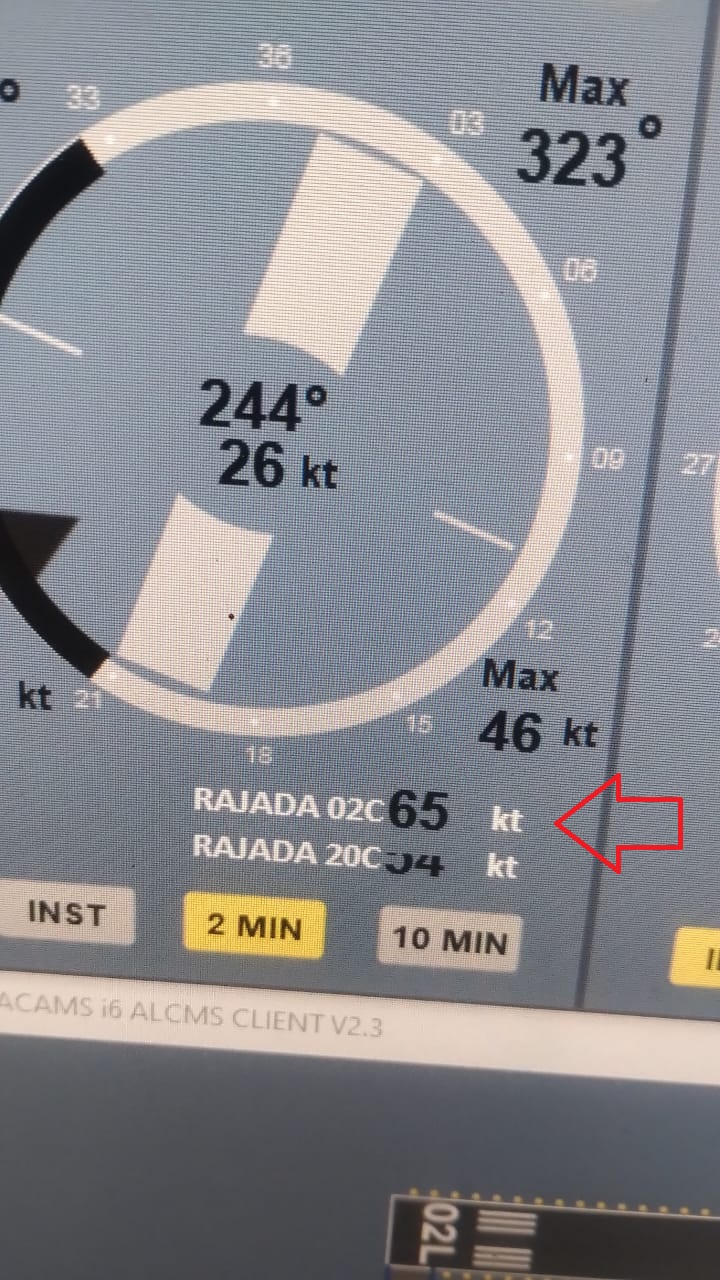 36
33
03
Max
323°
06
244°
26 kt
09
27
12
Max
kt
21
15
46 kt
18
RAJADA 02C 65 kt
RAJADA 20C kt
INST
2 MIN
10 MIN
ACAMS i6 ALCMS CLIENT V2.3
02L